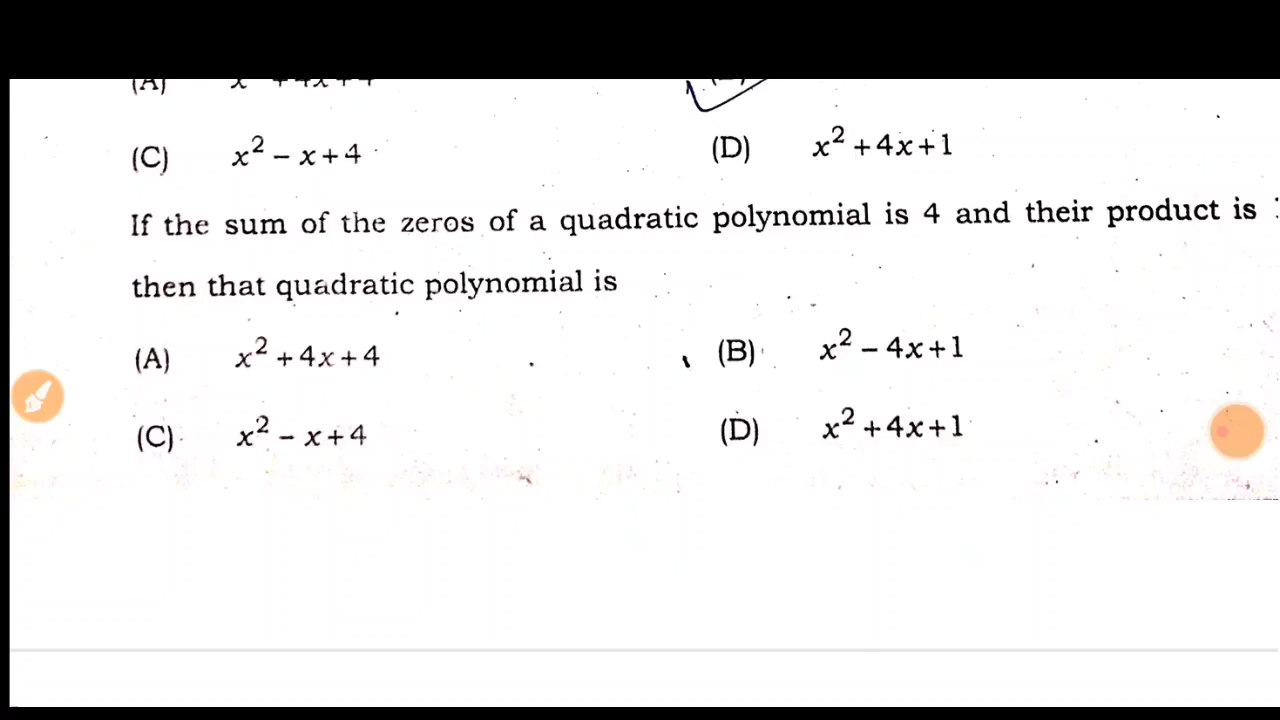 (C) x² – x + 4 (D) x² + 4x + 1
If the sum of the zeros of a quadratic polynomial is 4 and their product is
then that quadratic polynomial is
(A) x² + 4x + 4 (B) x² – 4x + 1
(C) x² – x + 4 (D) x² + 4x + 1